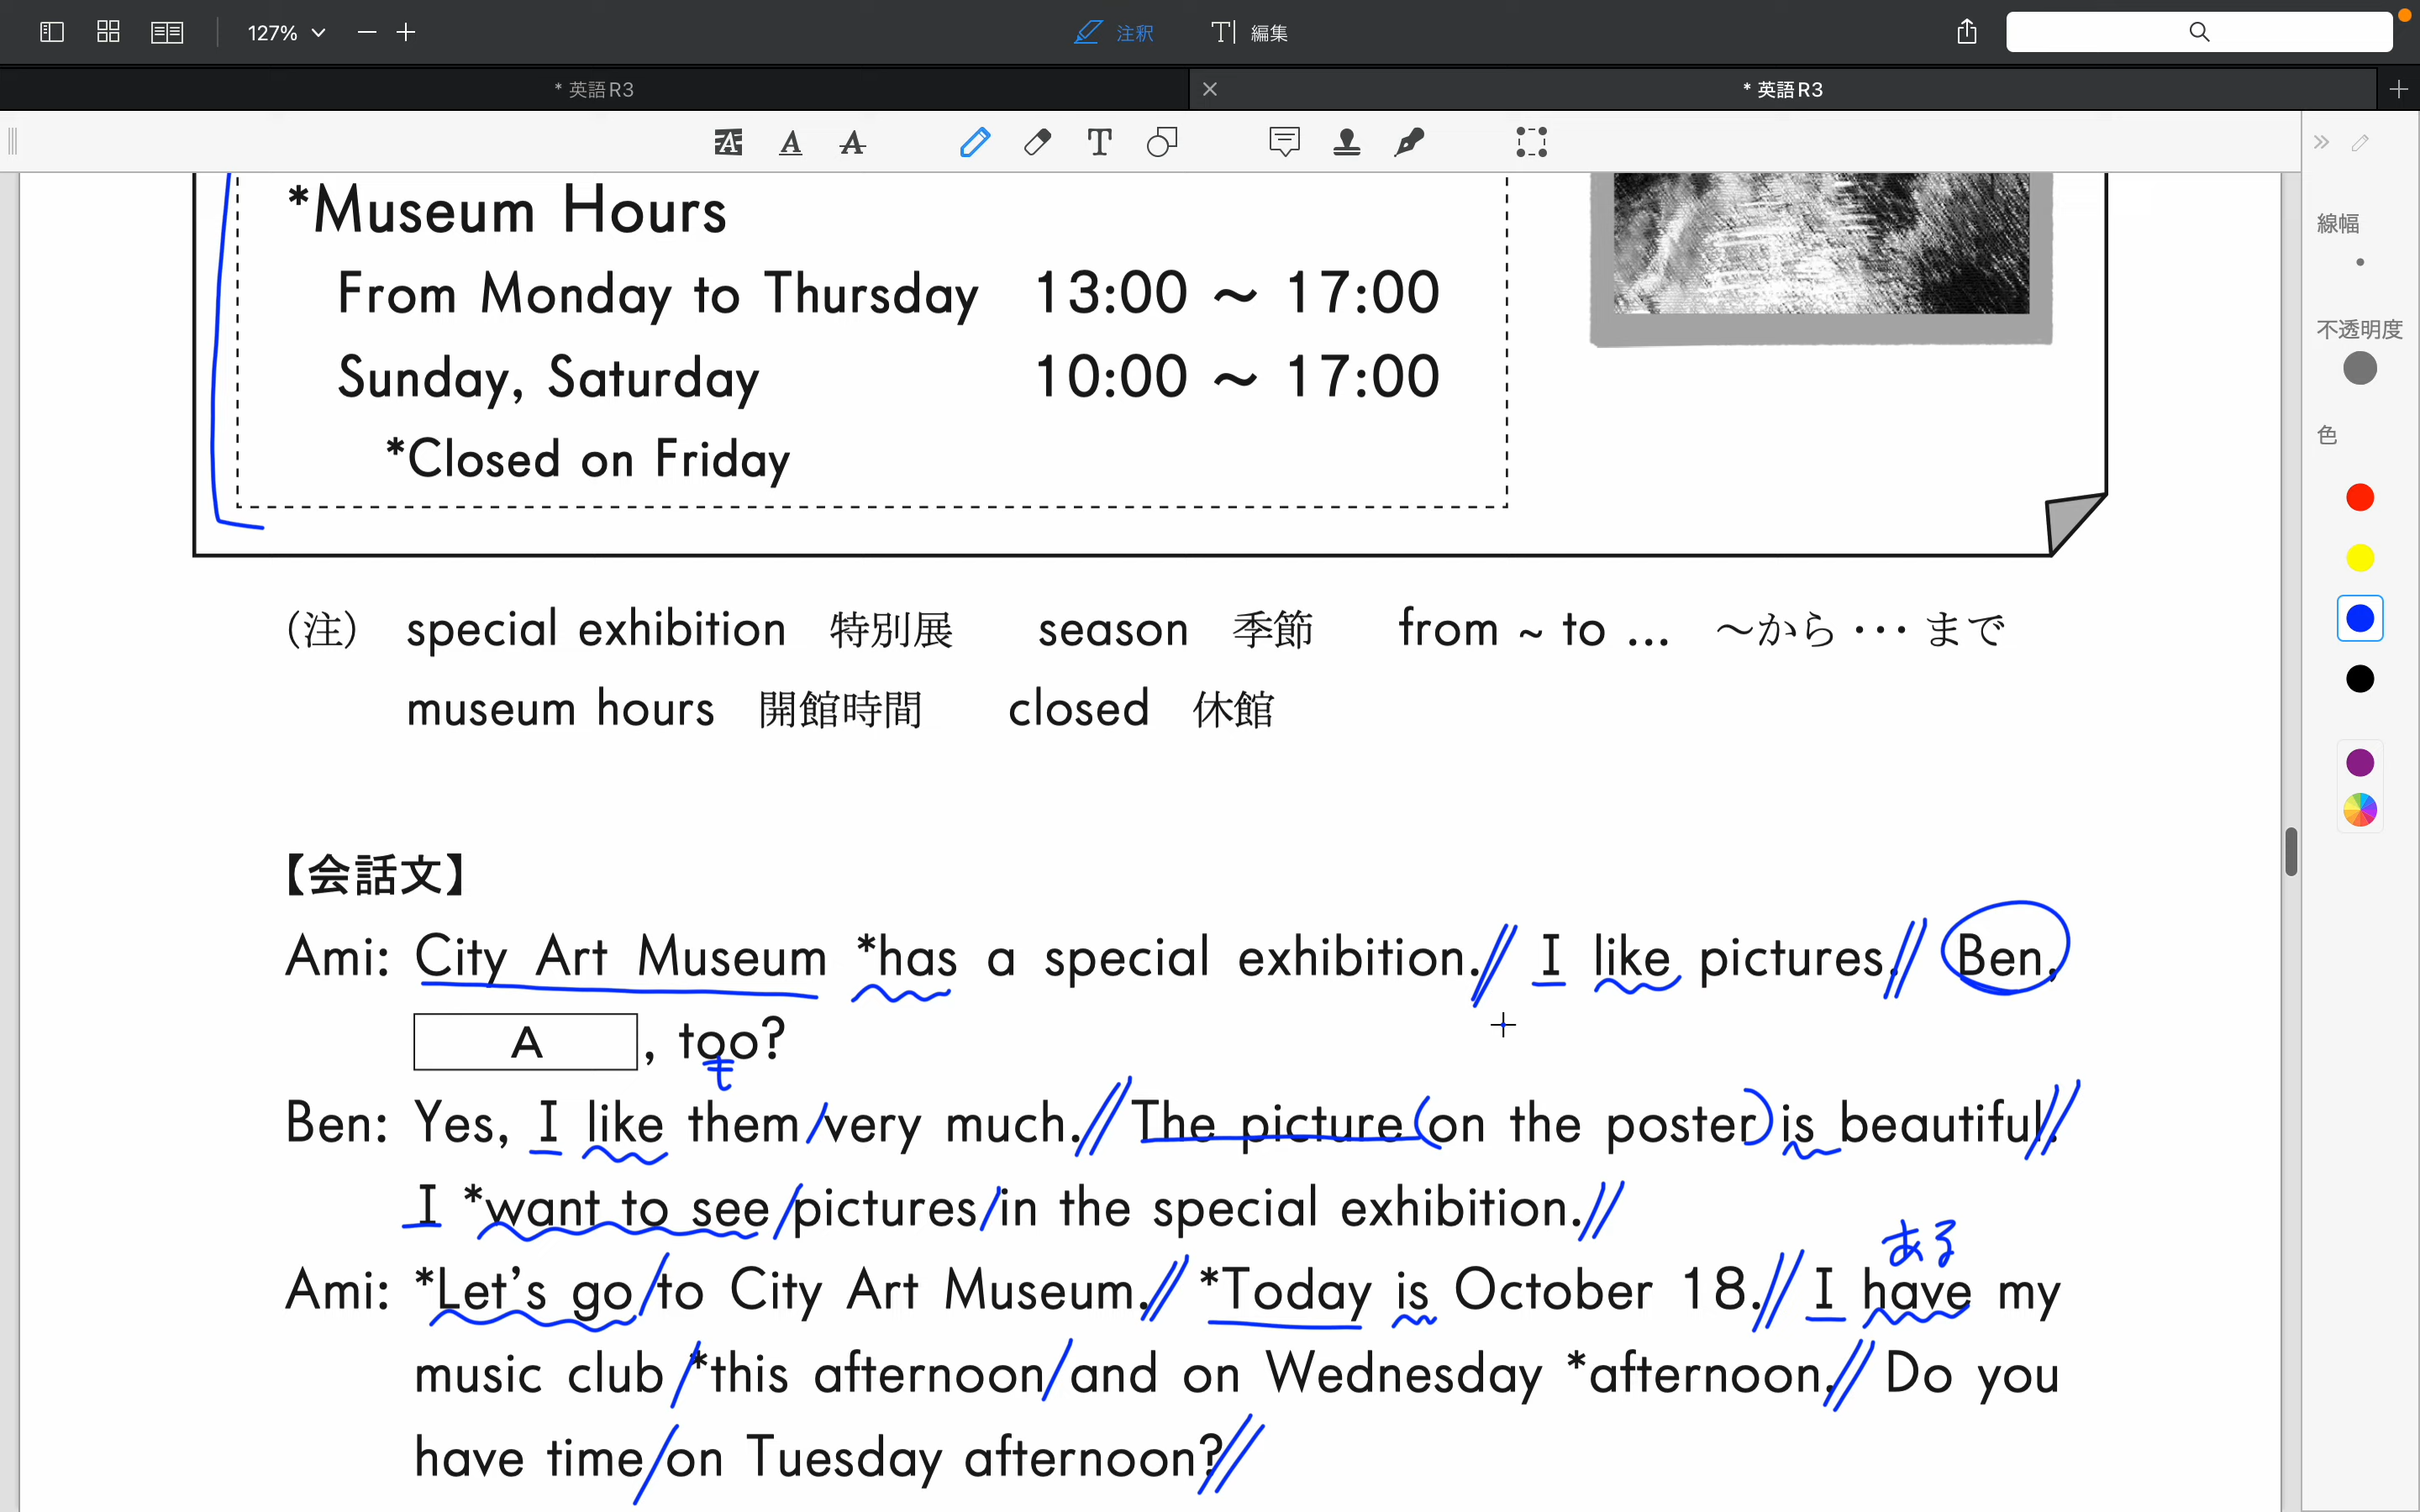 127%
注釈
編集
* 英語R3
* 英語R3
線幅
不透明度
色
*Museum Hours
From Monday to Thursday 13:00 ～ 17:00
Sunday, Saturday 10:00 ～ 17:00
*Closed on Friday
（注） special exhibition 特別展 season 季節 from ~ to ... ～から・・・まで
museum hours 開館時間 closed 休館
【会話文】
Ami: City Art Museum *has a special exhibition. I like pictures. Ben,
A , too?
も
Ben: Yes, I like them very much. The picture on the poster is beautiful.
I *want to see pictures in the special exhibition.
ある
Ami: *Let's go to City Art Museum. *Today is October 18. I have my
music club *this afternoon and on Wednesday *afternoon. Do you
have time on Tuesday afternoon?